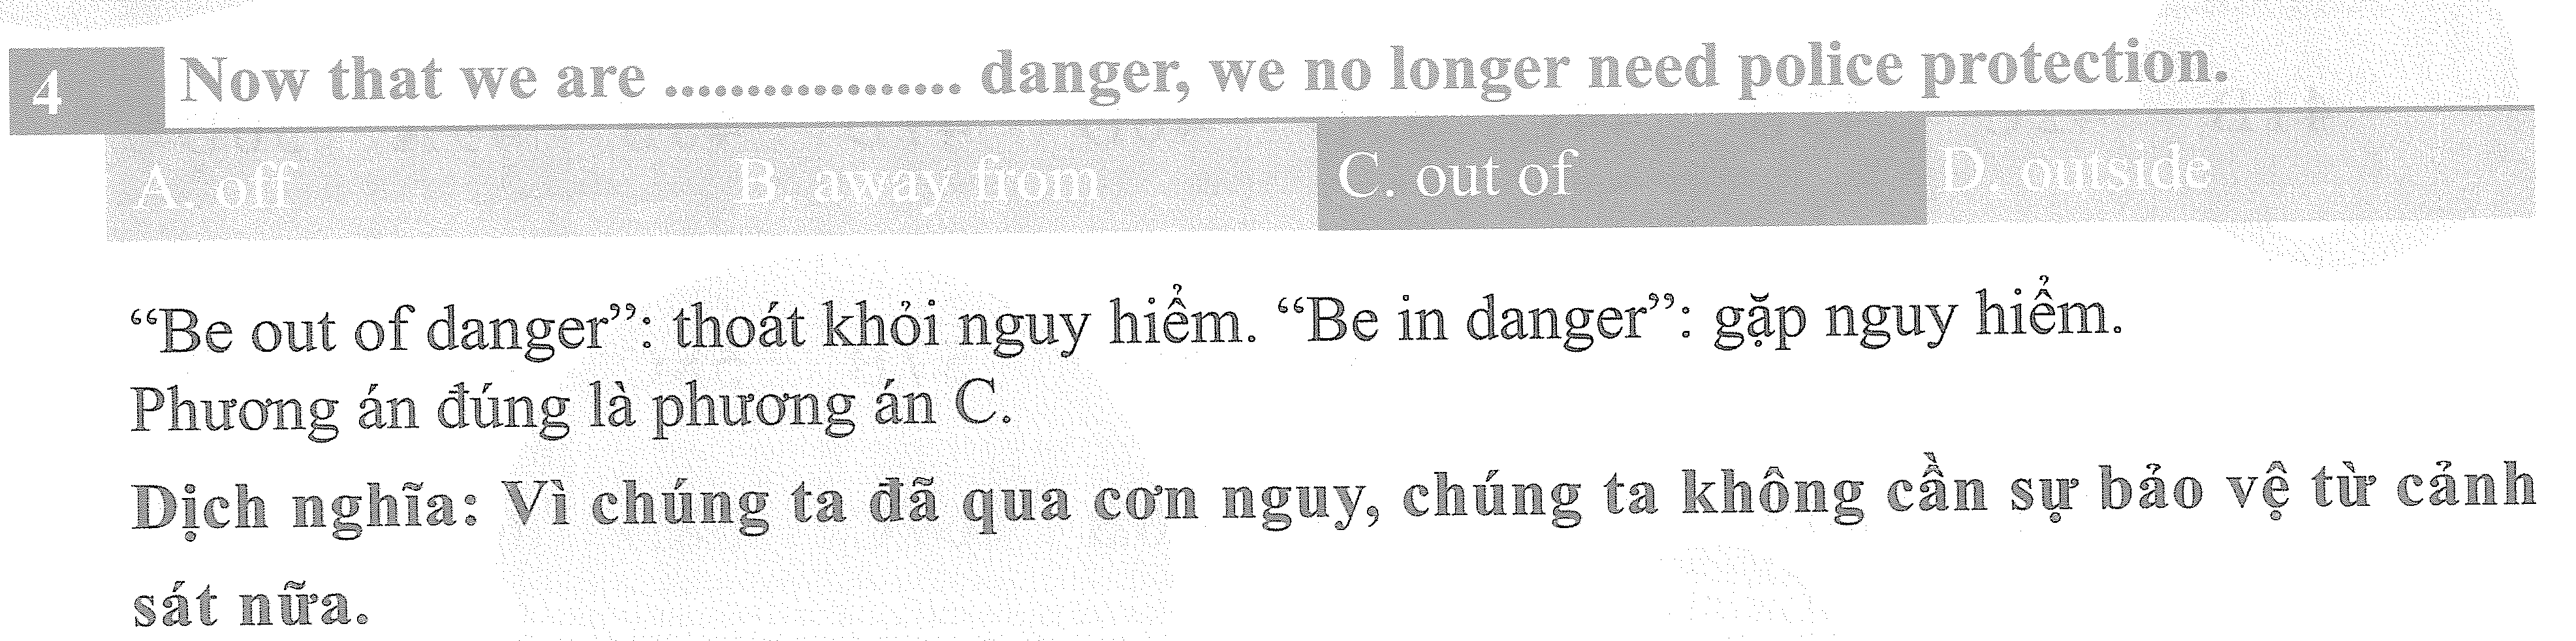 4 Now that we are ................. danger, we no longer need police protection.
A. off B. away from C. out of D. outside
“Be out of danger”: thoát khỏi nguy hiểm. “Be in danger”: gặp nguy hiểm.
Phương án đúng là phương án C.
Dịch nghĩa: Vì chúng ta đã qua cơn nguy, chúng ta không cần sự bảo vệ từ cảnh
sát nữa.